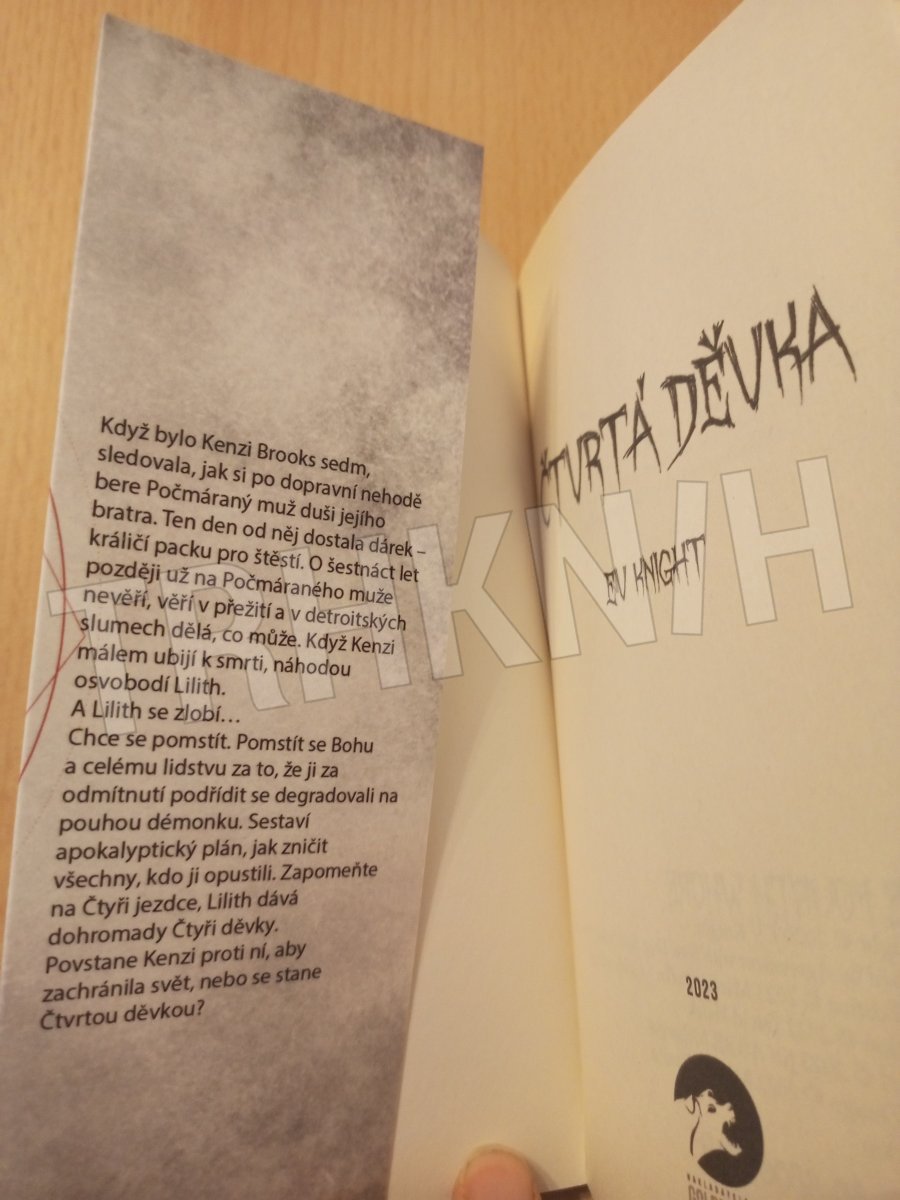 Když bylo Kenzi Brooks sedm,
sledovala, jak si po dopravní nehodě
bere Počmáraný muž duši jejího
bratra. Ten den od něj dostala dárek –
králičí packu pro štěstí. O šestnáct let
později už na Počmáraného muže
nevěří, věří v přežití a v detroitských
slumech dělá, co může. Když Kenzi
málem ubijí k smrti, náhodou
osvobodí Lilith.
A Lilith se zlobí...
Chce se pomstít. Pomstít se Bohu
a celému lidstvu za to, že ji za
odmítnutí podřídit se degradovali na
pouhou démonku. Sestaví
apokalyptický plán, jak zničit
všechny, kdo ji opustili. Zapomeňte
na Čtyři jezdce, Lilith dává
dohromady Čtyři děvky.
Povstane Kenzi proti ní, aby
zachránila svět, nebo se stane
Čtvrtou děvkou?
ČTVRTÁ DĚVKA
EV KNIGHT
2023